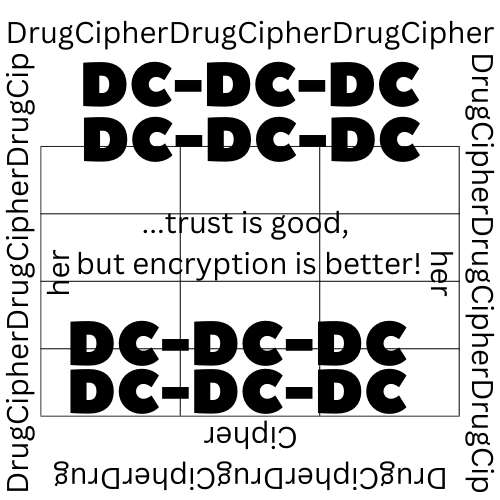 DrugCipherDrugCipherDrugCipher
DC-DC-DC
DC-DC-DC
...trust is good,
but encryption is better!
DC-DC-DC
DC-DC-DC
DrugCipherDrugCipherDrugCip
her
DrugCipherDrugCipherDrugCip
her
DrugCipherDrugCipherDrug
Cipher